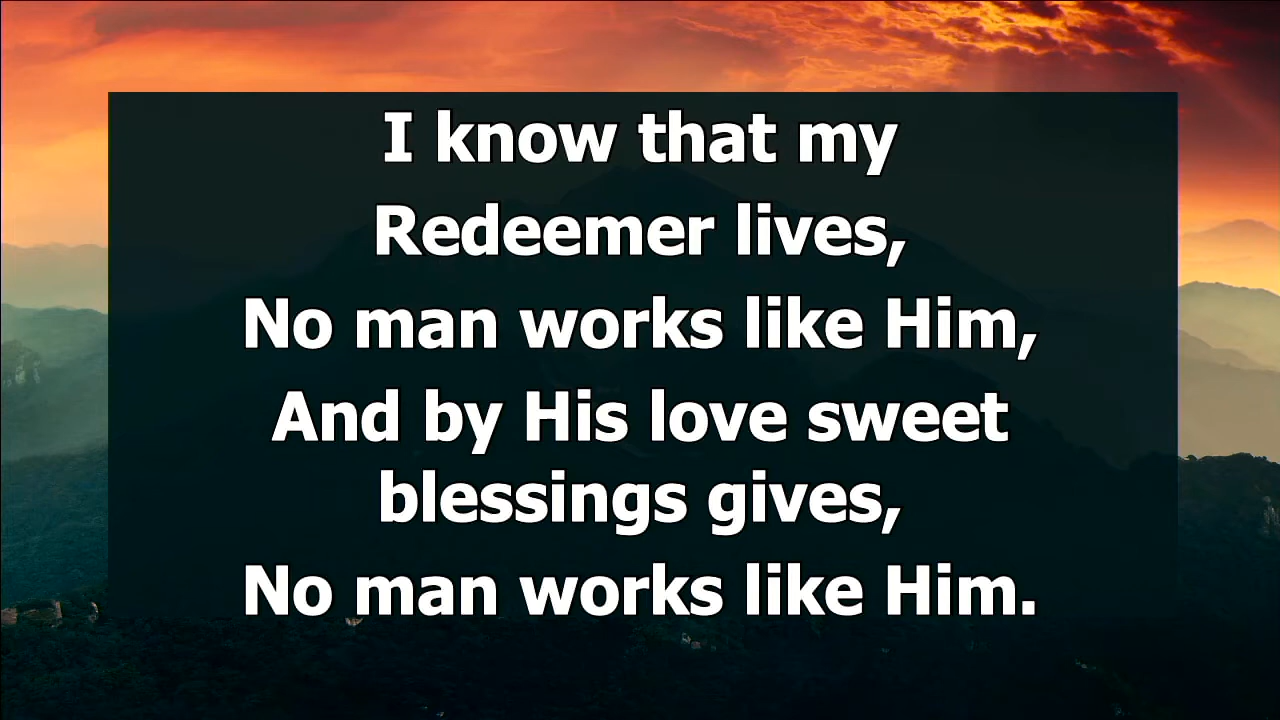 I know that my
Redeemer lives,
No man works like Him,
And by His love sweet
blessings gives,
No man works like Him.